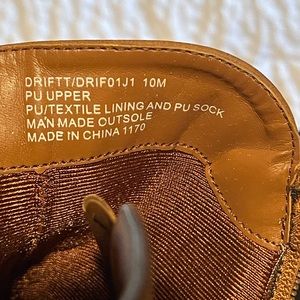 DRIFTT/DRIF01J1 10M
PU UPPER
PU/TEXTILE LINING AND PU SOCK
MAN MADE OUTSOLE
MADE IN CHINA 1170